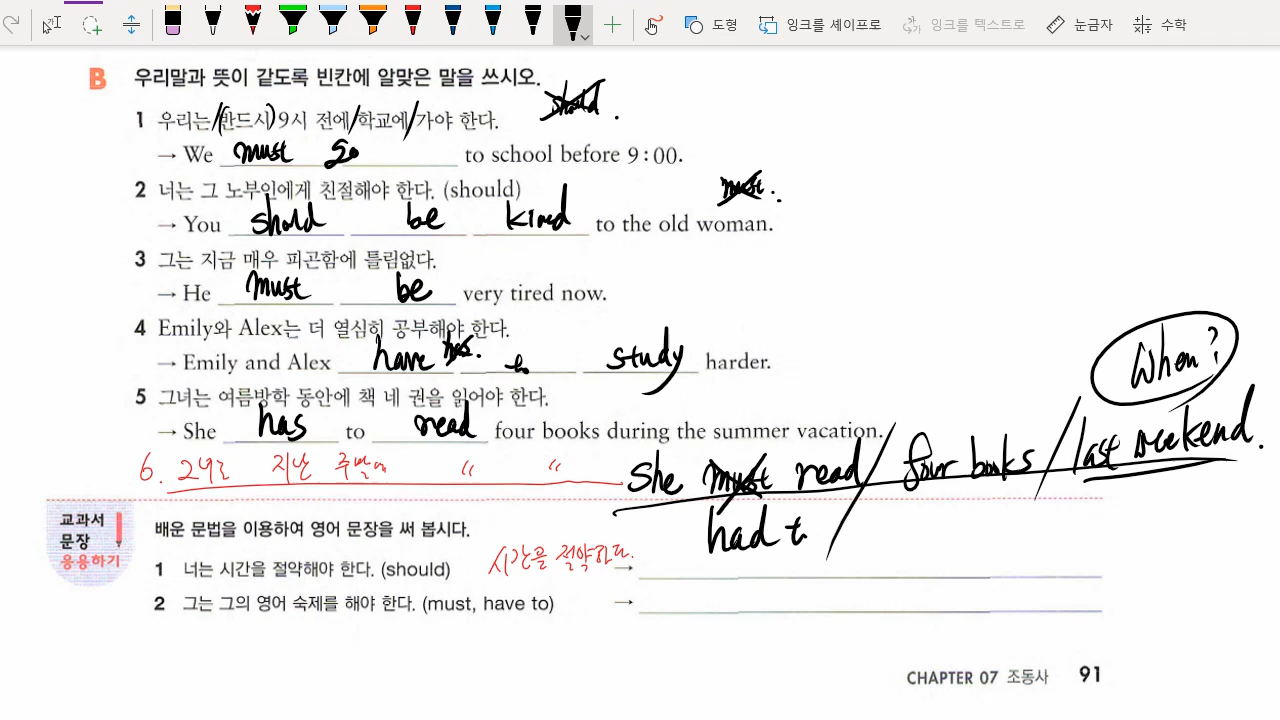 도형 잉크를 셰이프로 잉크를 텍스트로 눈금자 수학
B 우리말과 뜻이 같도록 빈칸에 알맞은 말을 쓰시오.
should .
1 우리는/(반드시)9시 전에/학교에/가야 한다.
→ We must go to school before 9:00.
2 너는 그 노부인에게 친절해야 한다. (should)
must .
→ You should be kind to the old woman.
3 그는 지금 매우 피곤함에 틀림없다.
→ He must be very tired now.
4 Emily와 Alex는 더 열심히 공부해야 한다.
→ Emily and Alex have has. to study harder.
When?
5 그녀는 여름방학 동안에 책 네 권을 읽어야 한다.
→ She has to read four books during the summer vacation.
6. 그녀는 지난 주말에 〃 〃
She must read / four books / last weekend.
had to
교과서
문장
응용하기
배운 문법을 이용하여 영어 문장을 써 봅시다.
시간을 절약하다.
1 너는 시간을 절약해야 한다. (should) →
2 그는 그의 영어 숙제를 해야 한다. (must, have to) →
CHAPTER 07 조동사 91